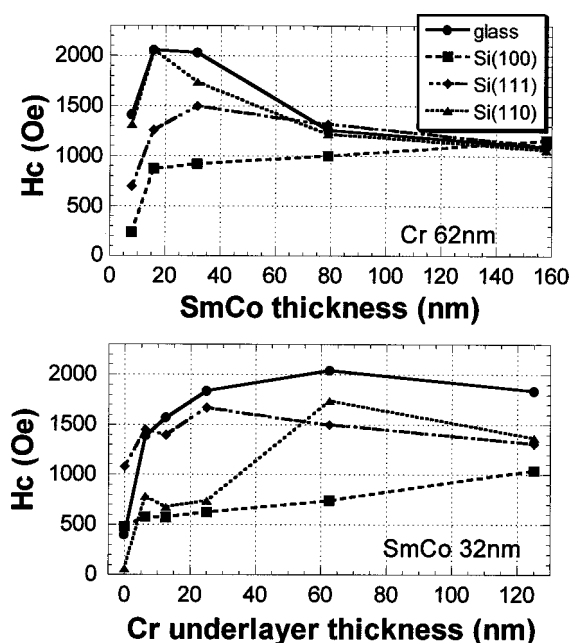 glass
Si(100)
Si(111)
Si(110)
2000
1500
1000
500
0
Hc (Oe)
Cr 62nm
0 20 40 60 80 100 120 140 160
SmCo thickness (nm)
2000
1500
1000
500
0
Hc (Oe)
SmCo 32nm
0 20 40 60 80 100 120
Cr underlayer thickness (nm)